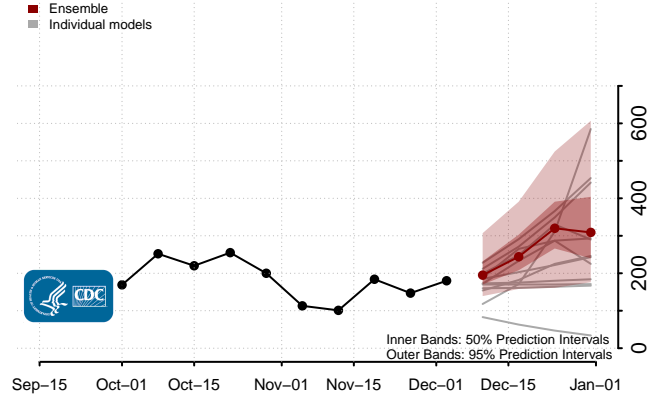 Ensemble
Individual models
600
400
200
0
CDC
Inner Bands: 50% Prediction Intervals
Outer Bands: 95% Prediction Intervals
Sep–15 Oct–01 Oct–15 Nov–01 Nov–15 Dec–01 Dec–15 Jan–01